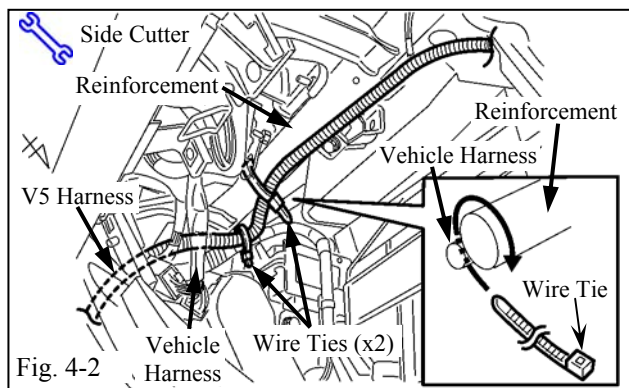 Side Cutter
Reinforcement
Reinforcement
Vehicle Harness
V5 Harness
Wire Tie
Vehicle
Harness
Wire Ties (x2)
Fig. 4-2